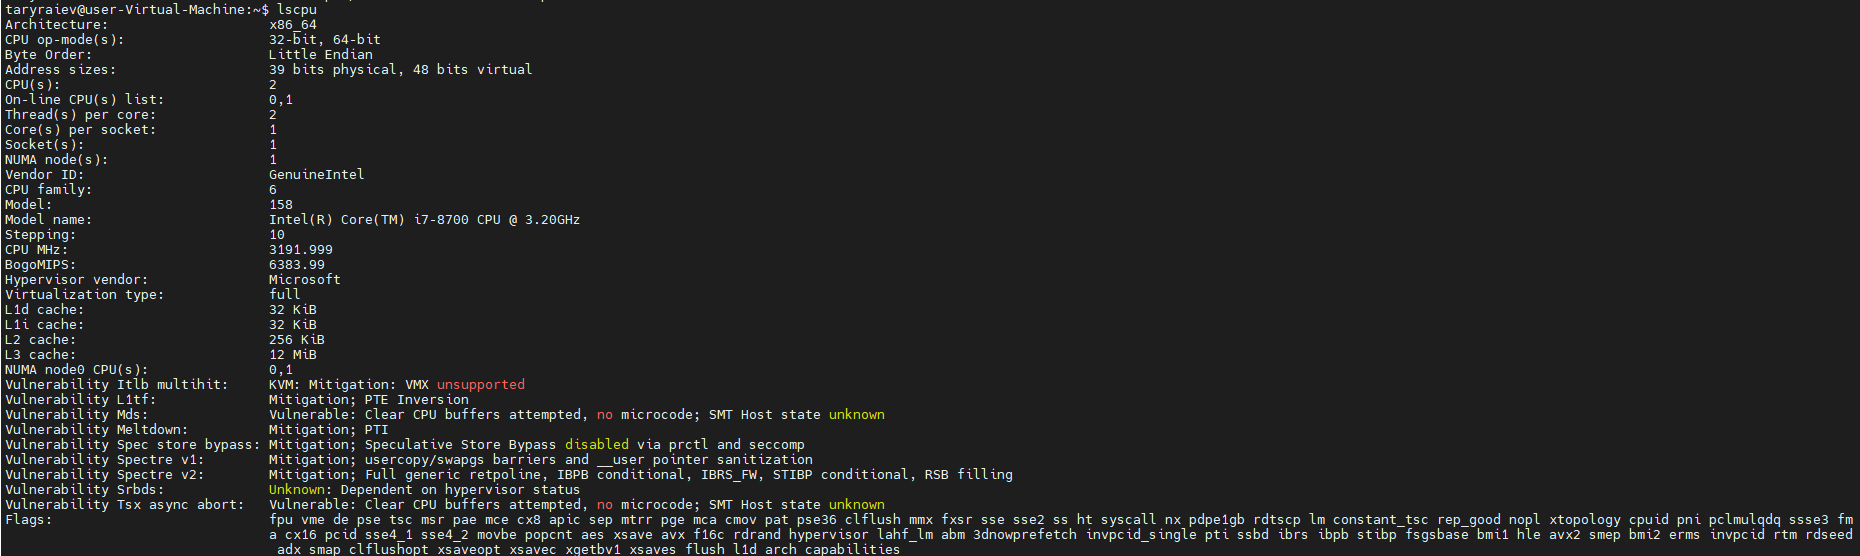 taryraiev@user-Virtual-Machine:~$ lscpu
Architecture:                    x86_64
CPU op-mode(s):                  32-bit, 64-bit
Byte Order:                      Little Endian
Address sizes:                   39 bits physical, 48 bits virtual
CPU(s):                          2
On-line CPU(s) list:             0,1
Thread(s) per core:              2
Core(s) per socket:              1
Socket(s):                       1
NUMA node(s):                    1
Vendor ID:                       GenuineIntel
CPU family:                      6
Model:                           158
Model name:                      Intel(R) Core(TM) i7-8700 CPU @ 3.20GHz
Stepping:                        10
CPU MHz:                         3191.999
BogoMIPS:                        6383.99
Hypervisor vendor:               Microsoft
Virtualization type:             full
L1d cache:                       32 KiB
L1i cache:                       32 KiB
L2 cache:                        256 KiB
L3 cache:                        12 MiB
NUMA node0 CPU(s):               0,1
Vulnerability Itlb multihit:     KVM: Mitigation: VMX unsupported
Vulnerability L1tf:              Mitigation; PTE Inversion
Vulnerability Mds:               Vulnerable: Clear CPU buffers attempted, no microcode; SMT Host state unknown
Vulnerability Meltdown:          Mitigation; PTI
Vulnerability Spec store bypass: Mitigation; Speculative Store Bypass disabled via prctl and seccomp
Vulnerability Spectre v1:        Mitigation; usercopy/swapgs barriers and __user pointer sanitization
Vulnerability Spectre v2:        Mitigation; Full generic retpoline, IBPB conditional, IBRS_FW, STIBP conditional, RSB filling
Vulnerability Srbds:             Unknown: Dependent on hypervisor status
Vulnerability Tsx async abort:   Vulnerable: Clear CPU buffers attempted, no microcode; SMT Host state unknown
Flags:                           fpu vme de pse tsc msr pae mce cx8 apic sep mtrr pge mca cmov pat pse36 clflush mmx fxsr sse sse2 ss ht syscall nx pdpe1gb rdtscp lm constant_tsc rep_good nopl xtopology cpuid pni pclmulqdq ssse3 fm
a cx16 pcid sse4_1 sse4_2 movbe popcnt aes xsave avx f16c rdrand hypervisor lahf_lm abm 3dnowprefetch invpcid_single pti ssbd ibrs ibpb stibp fsgsbase bmi1 hle avx2 smep bmi2 erms invpcid rtm rdseed
adx smap clflushopt xsaveopt xsavec xgetbv1 xsaves flush_l1d arch_capabilities